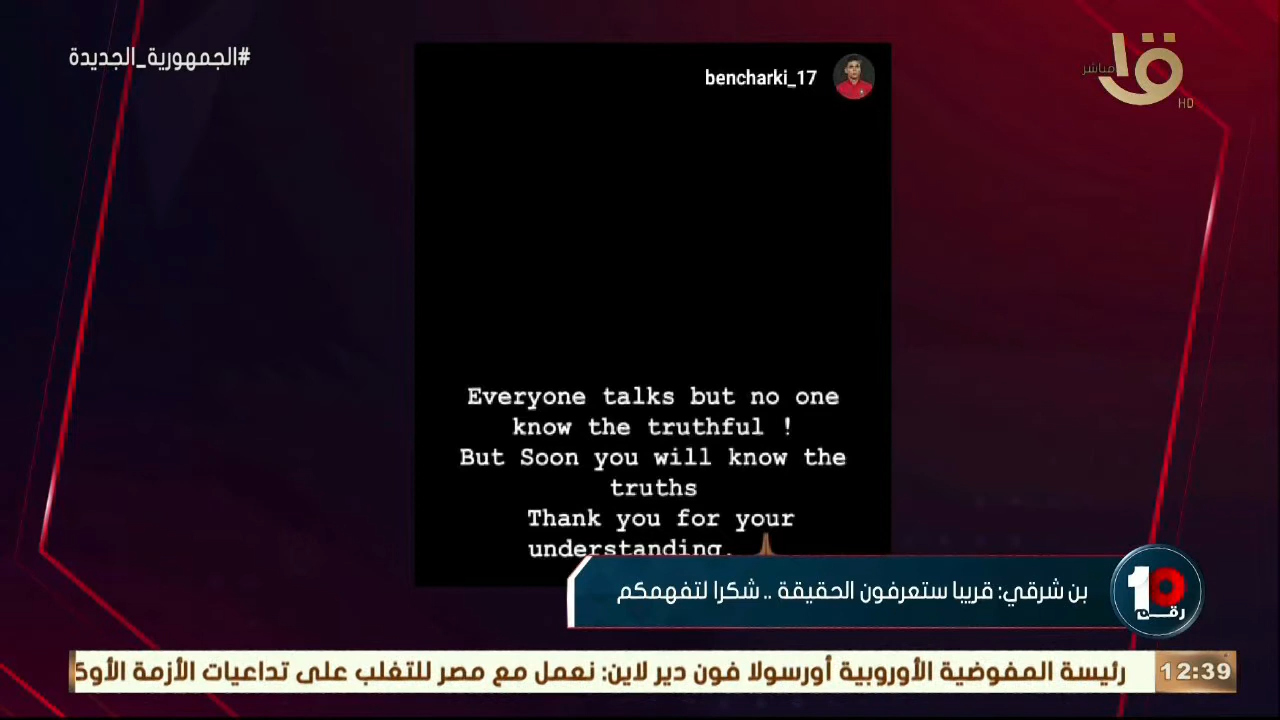 #الجمهورية_الجديدة
مباشر
HD
bencharki_17
Everyone talks but no one
know the truthful !
But Soon you will know the
truths
Thank you for your
understanding.
بن شرقي: قريبا ستعرفون الحقيقة .. شكرا لتفهمكم
10
رقم
رئيسة المفوضية الأوروبية أورسولا فون دير لاين: نعمل مع مصر للتغلب على تداعيات الأزمة
12:39